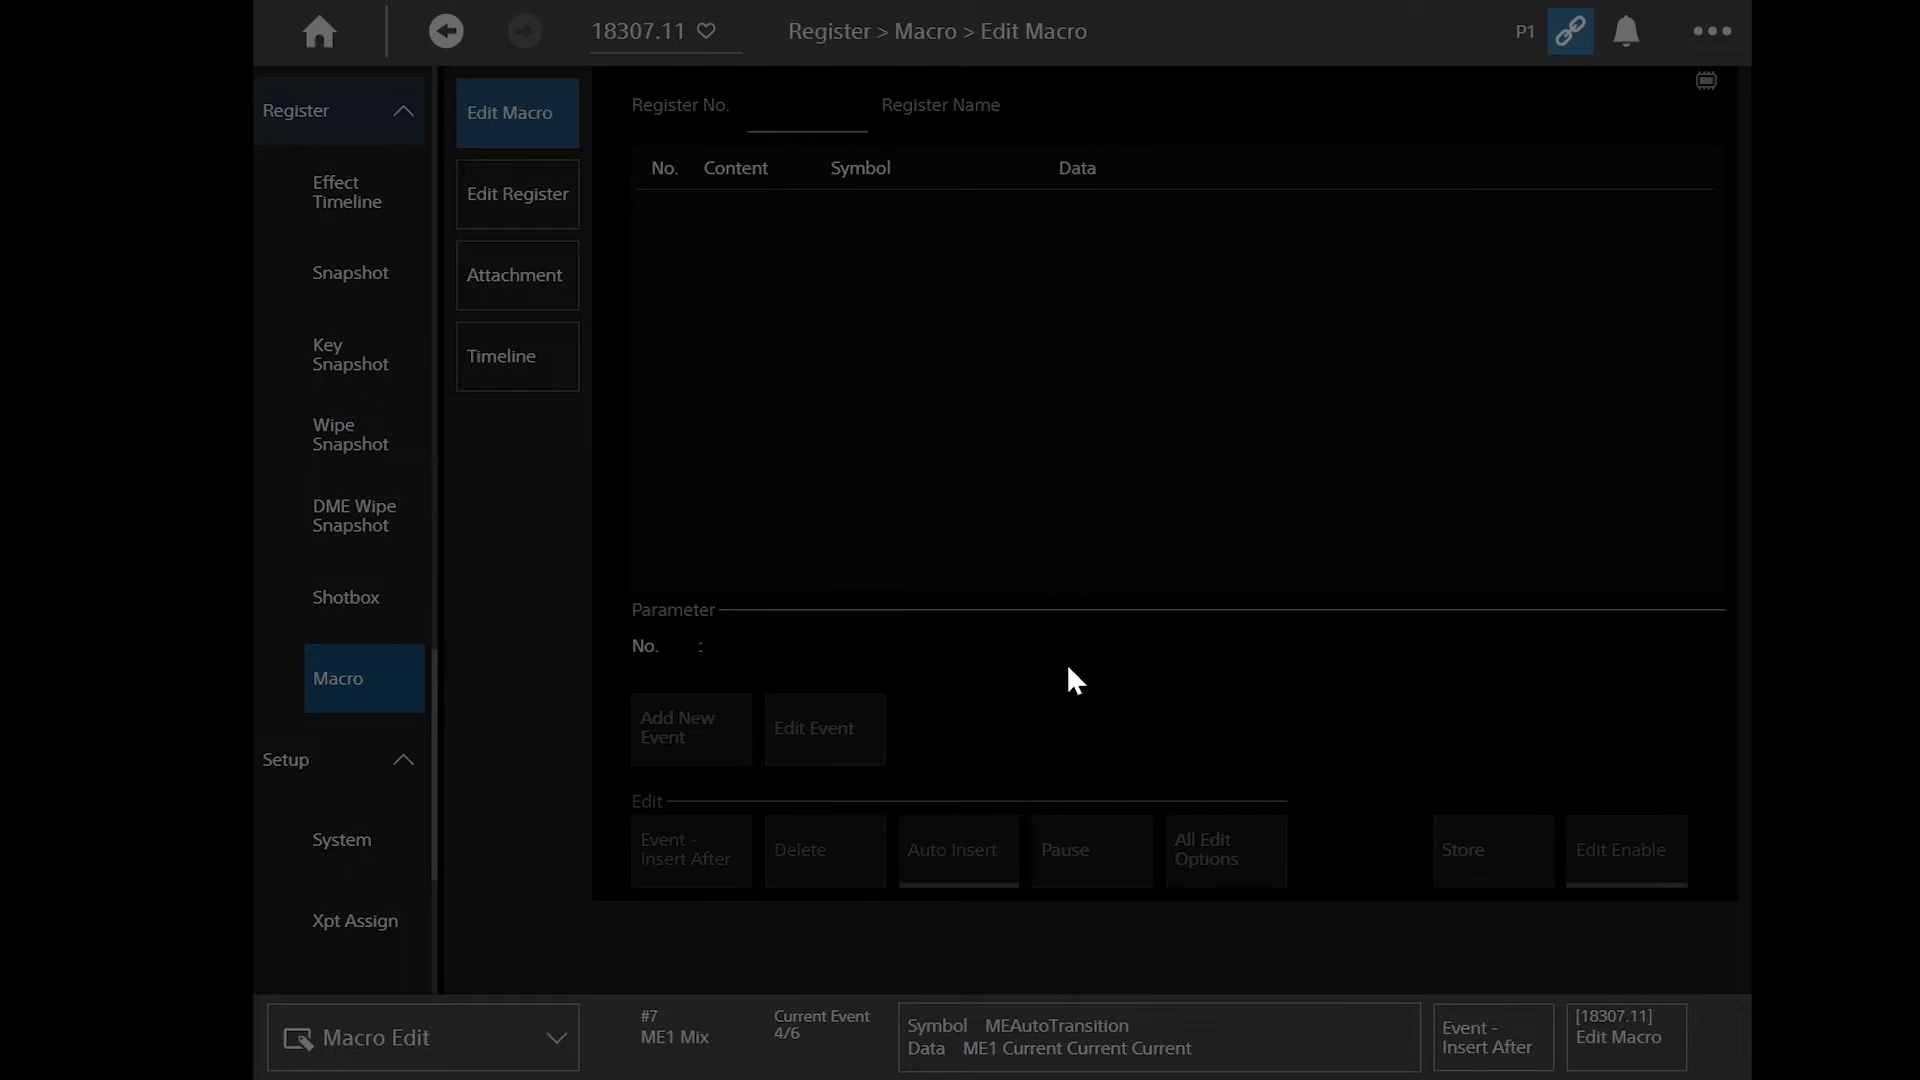 18307.11
Register > Macro > Edit Macro
P1
Register
Effect
Timeline
Snapshot
Key
Snapshot
Wipe
Snapshot
DME Wipe
Snapshot
Shotbox
Macro
Setup
System
Xpt Assign
Edit Macro
Edit Register
Attachment
Timeline
Register No.
Register Name
No. Content Symbol Data
Parameter
No. :
Add New
Event
Edit Event
Edit
Event -
Insert After
Delete
Auto Insert
Pause
All Edit
Options
Store
Edit Enable
Macro Edit
#7
ME1 Mix
Current Event
4/6
Symbol MEAutoTransition
Data ME1 Current Current Current
Event -
Insert After
[18307.11]
Edit Macro